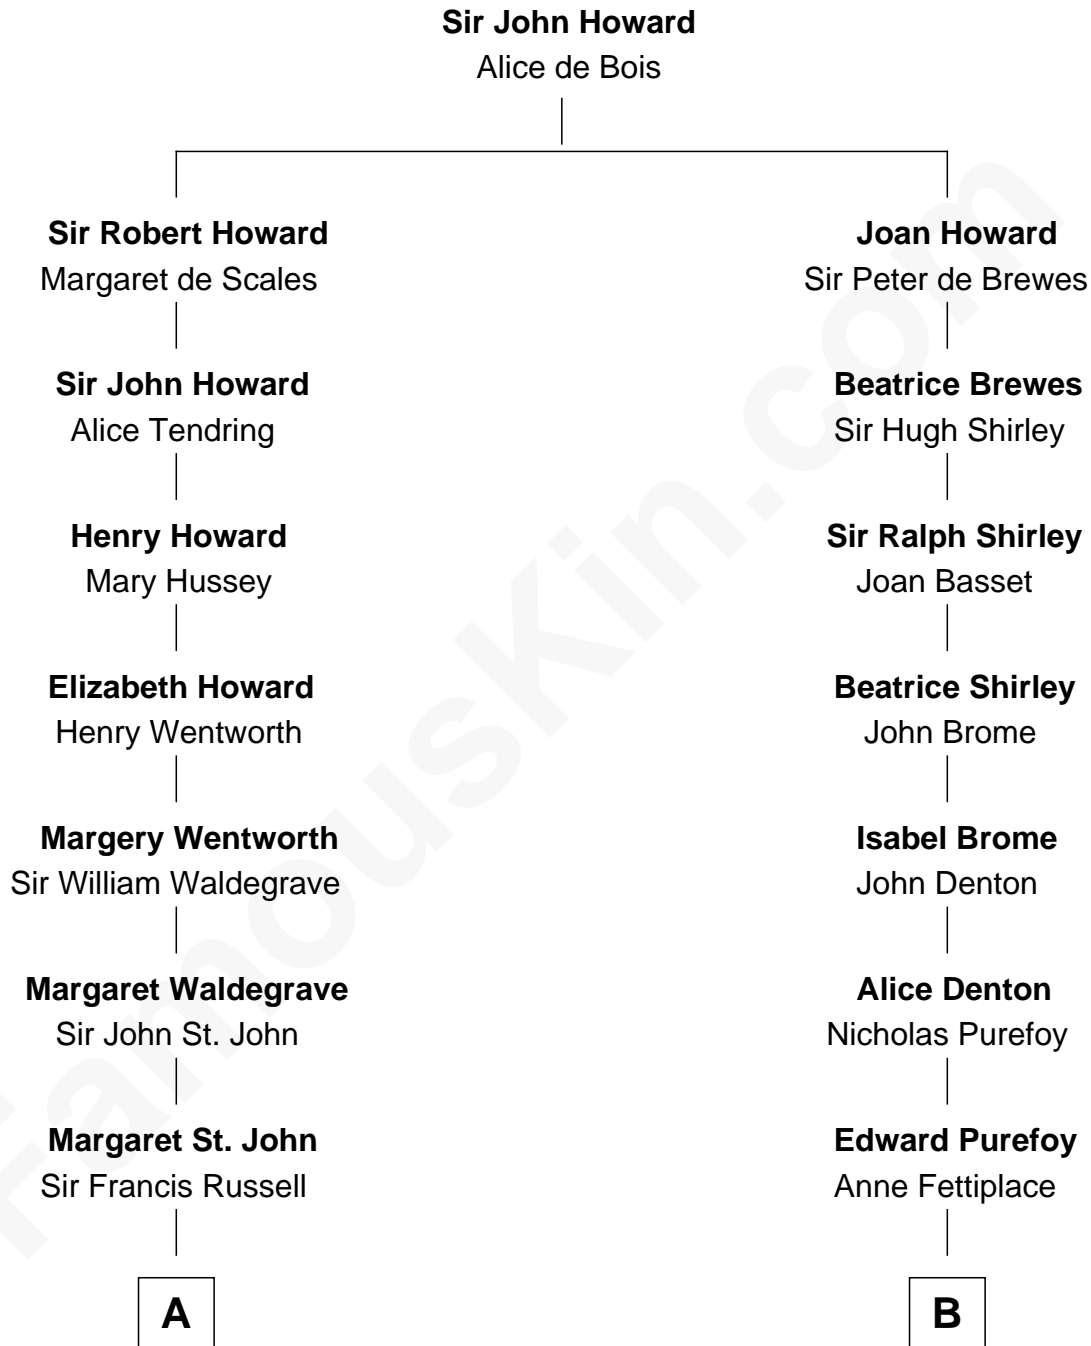 Sir John Howard
Alice de Bois
Sir Robert Howard
Margaret de Scales
Joan Howard
Sir Peter de Brewes
Sir John Howard
Alice Tendring
Beatrice Brewes
Sir Hugh Shirley
Henry Howard
Mary Hussey
Sir Ralph Shirley
Joan Basset
Elizabeth Howard
Henry Wentworth
Beatrice Shirley
John Brome
Margery Wentworth
Sir William Waldegrave
Isabel Brome
John Denton
Margaret Waldegrave
Sir John St. John
Alice Denton
Nicholas Purefoy
Margaret St. John
Sir Francis Russell
Edward Purefoy
Anne Fettiplace
A
B
FamousKin.com